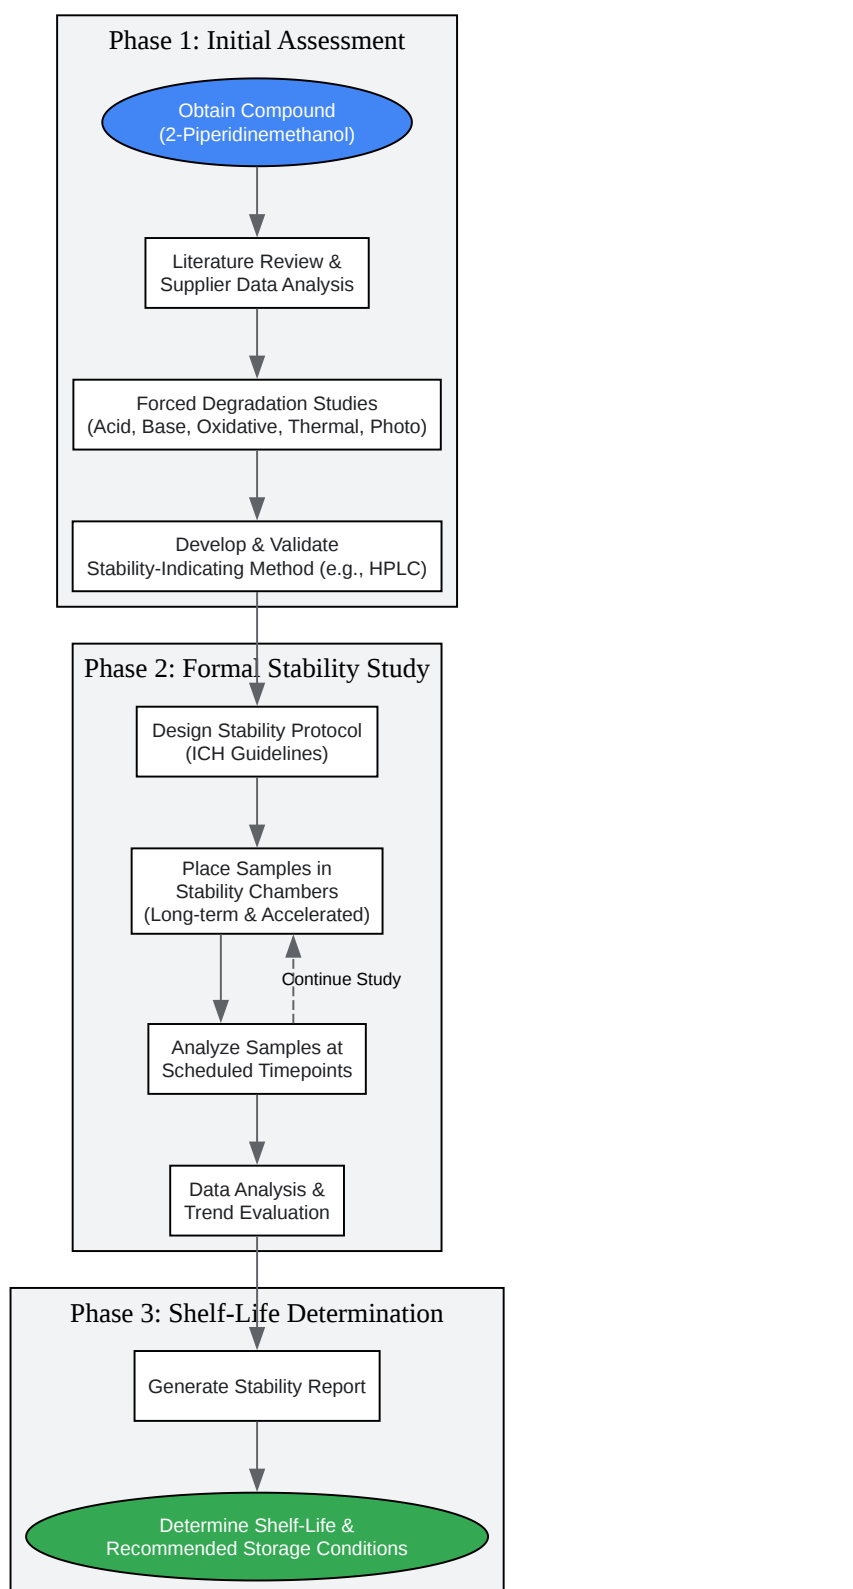 Phase 1: Initial Assessment
Obtain Compound
(2-Piperidinemethanol)
Literature Review &
Supplier Data Analysis
Forced Degradation Studies
(Acid, Base, Oxidative, Thermal, Photo)
Develop & Validate
Stability-Indicating Method (e.g., HPLC)
Phase 2: Formal Stability Study
Design Stability Protocol
(ICH Guidelines)
Place Samples in
Stability Chambers
(Long-term & Accelerated)
Continue Study
Analyze Samples at
Scheduled Timepoints
Data Analysis &
Trend Evaluation
Phase 3: Shelf-Life Determination
Generate Stability Report
Determine Shelf-Life &
Recommended Storage Conditions